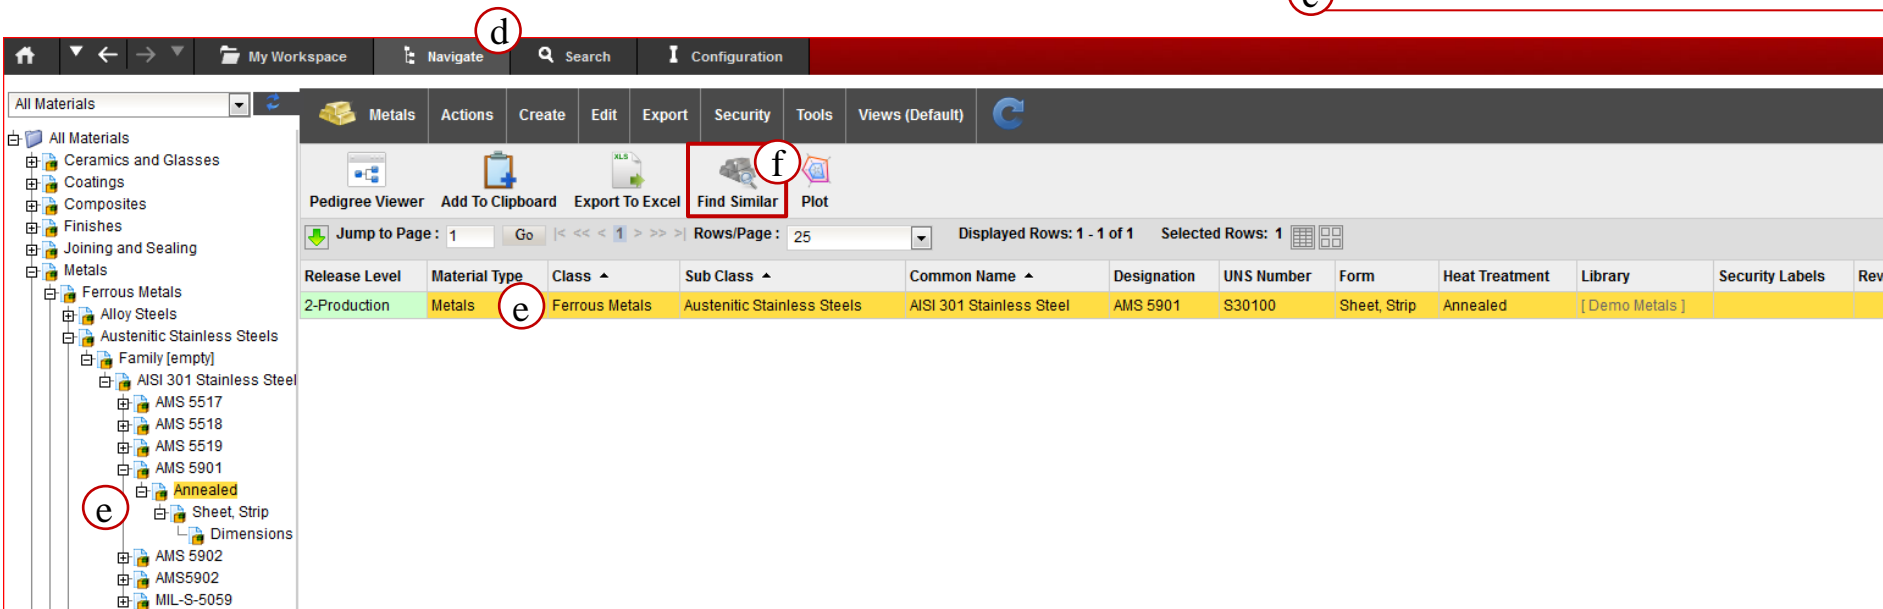 c
d
My Workspace Navigate Search Configuration
All Materials
Metals Actions Create Edit Export Security Tools Views (Default)
All Materials
Ceramics and Glasses
Coatings
Composites
Finishes
Joining and Sealing
Metals
Ferrous Metals
Alloy Steels
Austenitic Stainless Steels
Family [empty]
AISI 301 Stainless Steel
AMS 5517
AMS 5518
AMS 5519
AMS 5901
Annealed
e
Sheet, Strip
Dimensions
AMS 5902
AMS5902
MIL-S-5059
XLS
f
Pedigree Viewer Add To Clipboard Export To Excel Find Similar Plot
Jump to Page : 1 Go |< << < 1 > >> >| Rows/Page : 25 Displayed Rows: 1 - 1 of 1 Selected Rows: 1
Release Level Material Type Class Sub Class Common Name Designation UNS Number Form Heat Treatment Library Security Labels Rev
2-Production Metals e Ferrous Metals Austenitic Stainless Steels AISI 301 Stainless Steel AMS 5901 S30100 Sheet, Strip Annealed [ Demo Metals ]